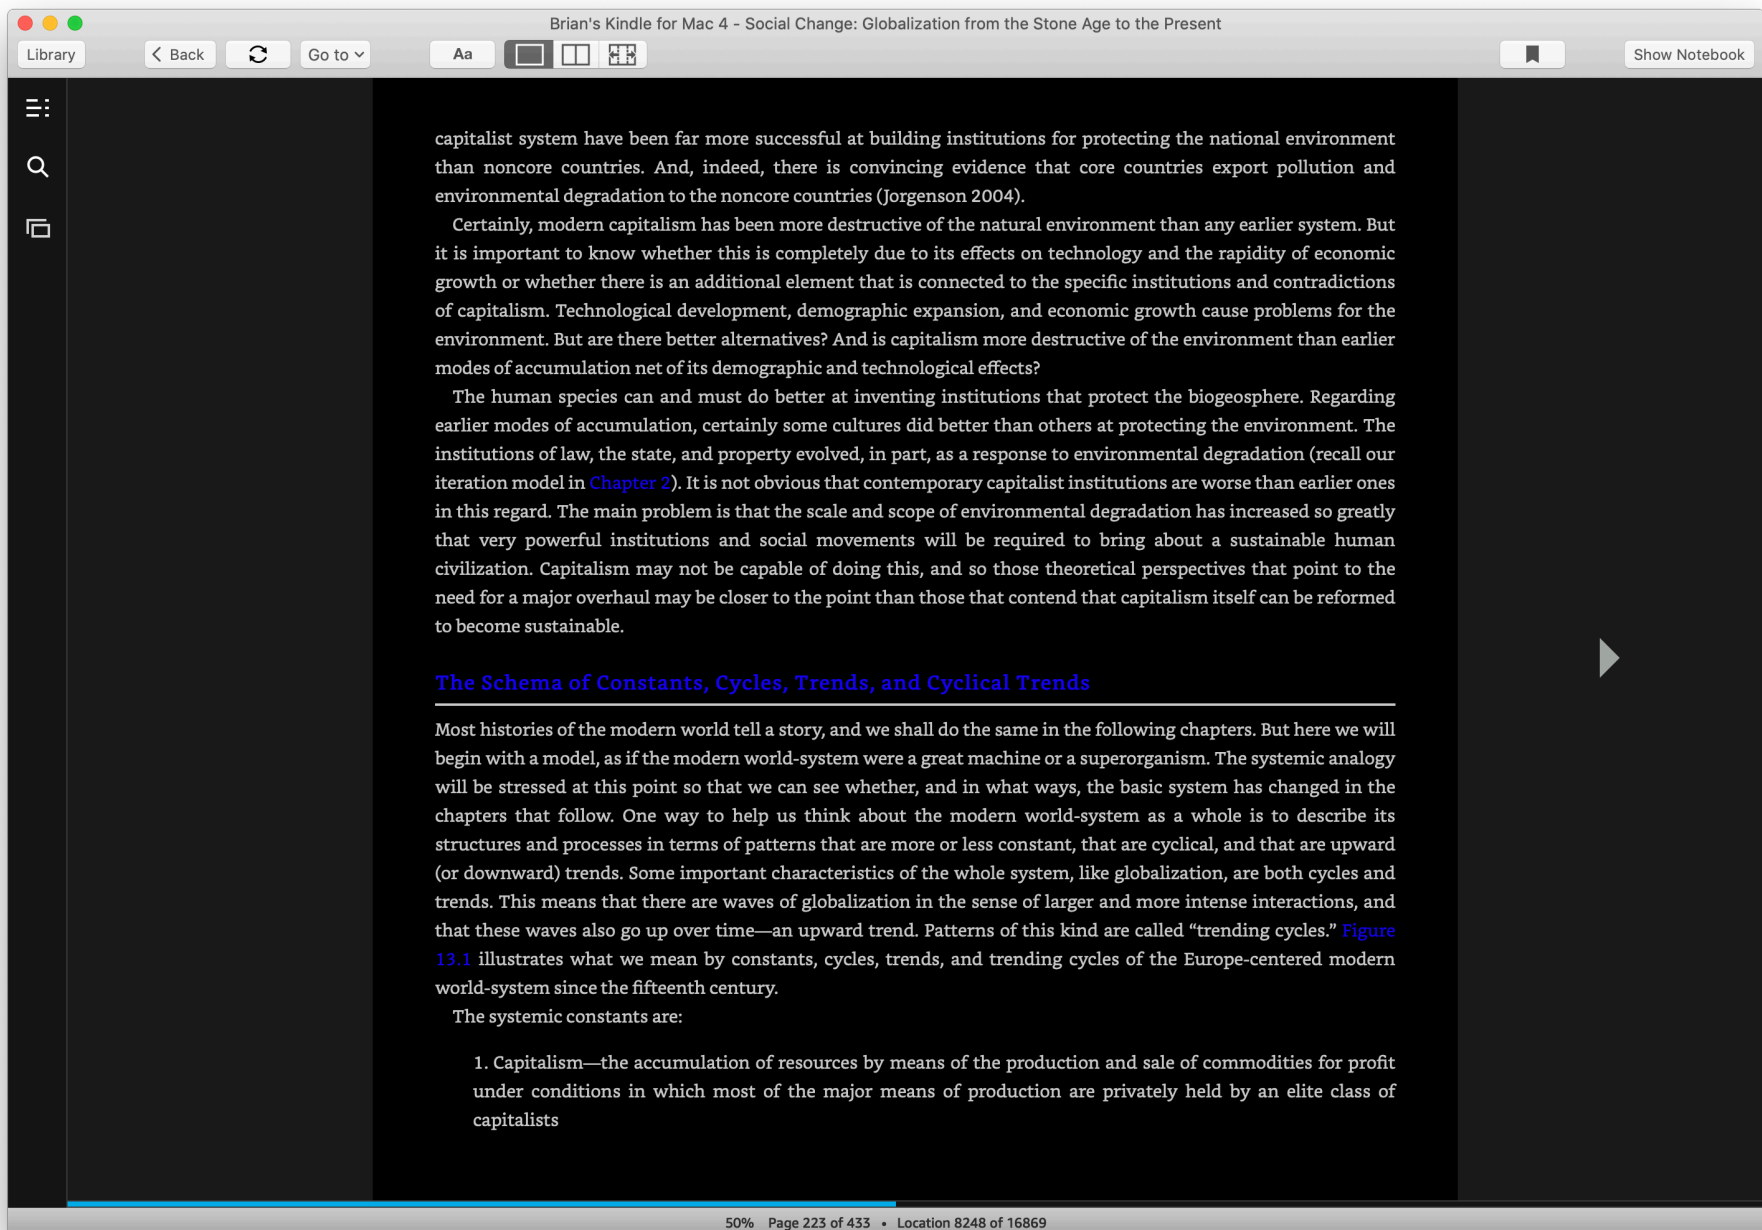 Brian's Kindle for Mac 4 - Social Change: Globalization from the Stone Age to the Present
Library
Back
Go to
Aa
Show Notebook
capitalist system have been far more successful at building institutions for protecting the national environment
than noncore countries. And, indeed, there is convincing evidence that core countries export pollution and
environmental degradation to the noncore countries (Jorgenson 2004).
Certainly, modern capitalism has been more destructive of the natural environment than any earlier system. But
it is important to know whether this is completely due to its effects on technology and the rapidity of economic
growth or whether there is an additional element that is connected to the specific institutions and contradictions
of capitalism. Technological development, demographic expansion, and economic growth cause problems for the
environment. But are there better alternatives? And is capitalism more destructive of the environment than earlier
modes of accumulation net of its demographic and technological effects?
The human species can and must do better at inventing institutions that protect the biogeosphere. Regarding
earlier modes of accumulation, certainly some cultures did better than others at protecting the environment. The
institutions of law, the state, and property evolved, in part, as a response to environmental degradation (recall our
iteration model in Chapter 2). It is not obvious that contemporary capitalist institutions are worse than earlier ones
in this regard. The main problem is that the scale and scope of environmental degradation has increased so greatly
that very powerful institutions and social movements will be required to bring about a sustainable human
civilization. Capitalism may not be capable of doing this, and so those theoretical perspectives that point to the
need for a major overhaul may be closer to the point than those that contend that capitalism itself can be reformed
to become sustainable.
The Schema of Constants, Cycles, Trends, and Cyclical Trends
Most histories of the modern world tell a story, and we shall do the same in the following chapters. But here we will
begin with a model, as if the modern world-system were a great machine or a superorganism. The systemic analogy
will be stressed at this point so that we can see whether, and in what ways, the basic system has changed in the
chapters that follow. One way to help us think about the modern world-system as a whole is to describe its
structures and processes in terms of patterns that are more or less constant, that are cyclical, and that are upward
(or downward) trends. Some important characteristics of the whole system, like globalization, are both cycles and
trends. This means that there are waves of globalization in the sense of larger and more intense interactions, and
that these waves also go up over time—an upward trend. Patterns of this kind are called “trending cycles.” Figure
13.1 illustrates what we mean by constants, cycles, trends, and trending cycles of the Europe-centered modern
world-system since the fifteenth century.
The systemic constants are:
1. Capitalism—the accumulation of resources by means of the production and sale of commodities for profit
under conditions in which most of the major means of production are privately held by an elite class of
capitalists
50% Page 223 of 433 • Location 8248 of 16869